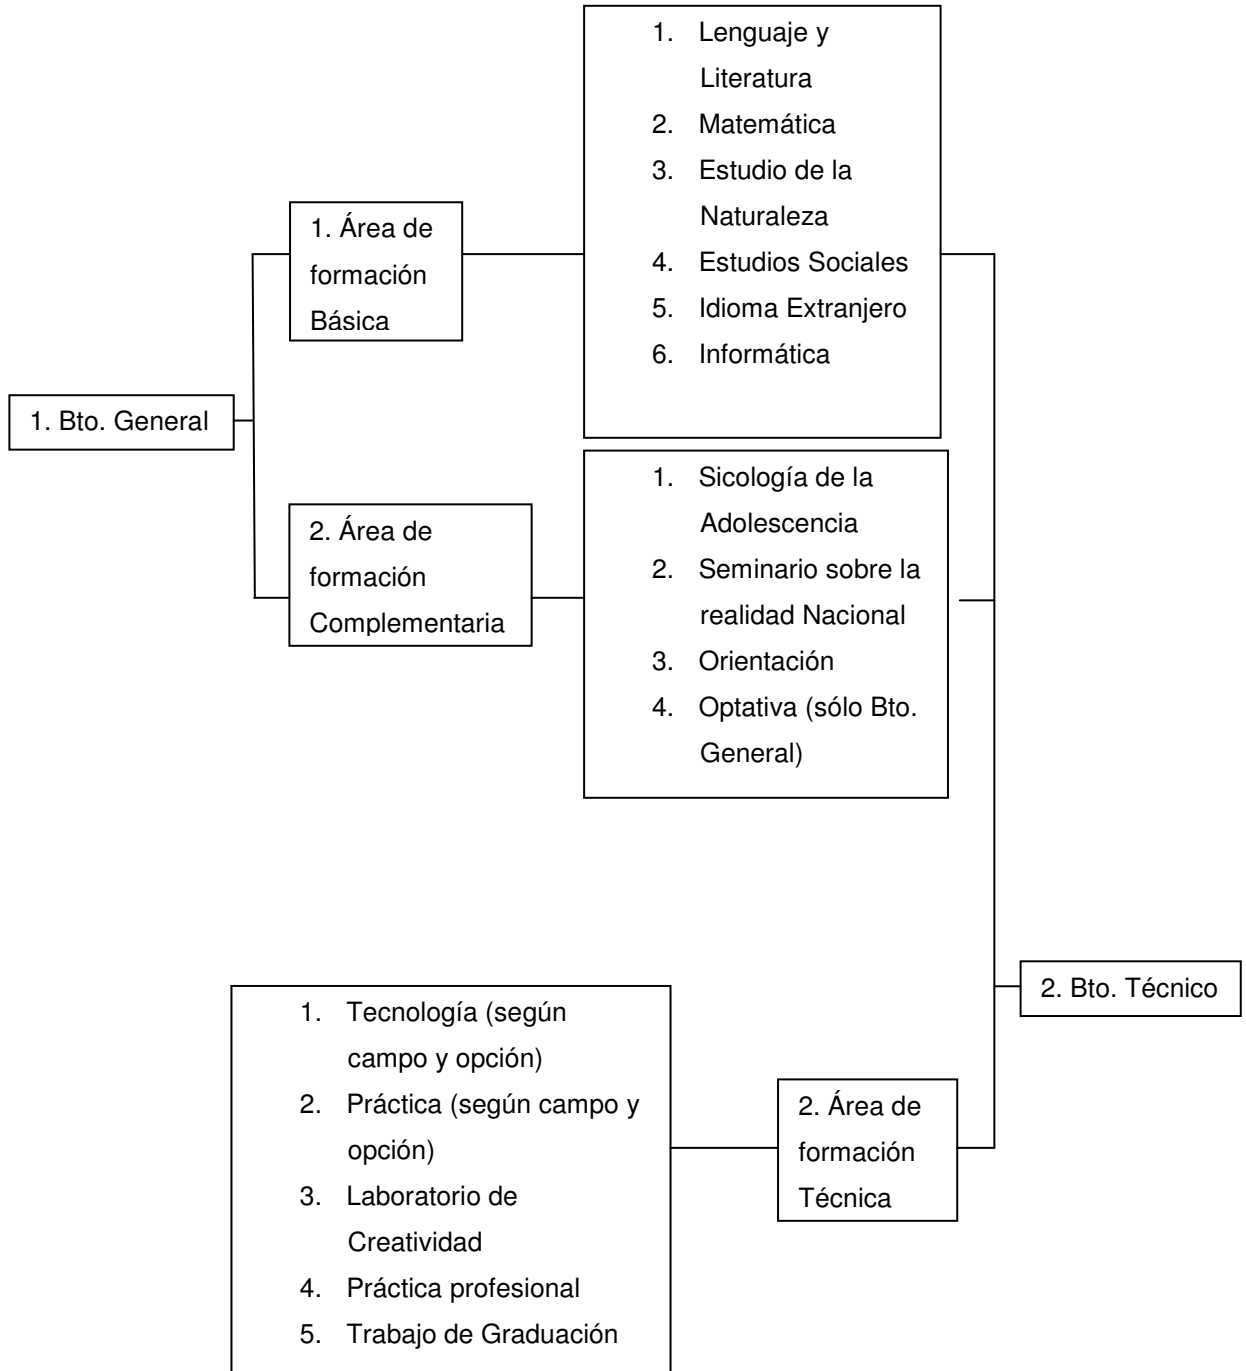 1. Lenguaje y
Literatura
2. Matemática
3. Estudio de la
Naturaleza
4. Estudios Sociales
5. Idioma Extranjero
6. Informática
1. Área de
formación
Básica
1. Bto. General
2. Área de
formación
Complementaria
1. Sicología de la
Adolescencia
2. Seminario sobre la
realidad Nacional
3. Orientación
4. Optativa (sólo Bto.
General)
2. Bto. Técnico
1. Tecnología (según
campo y opción)
2. Práctica (según campo y
opción)
3. Laboratorio de
Creatividad
4. Práctica profesional
5. Trabajo de Graduación
2. Área de
formación
Técnica